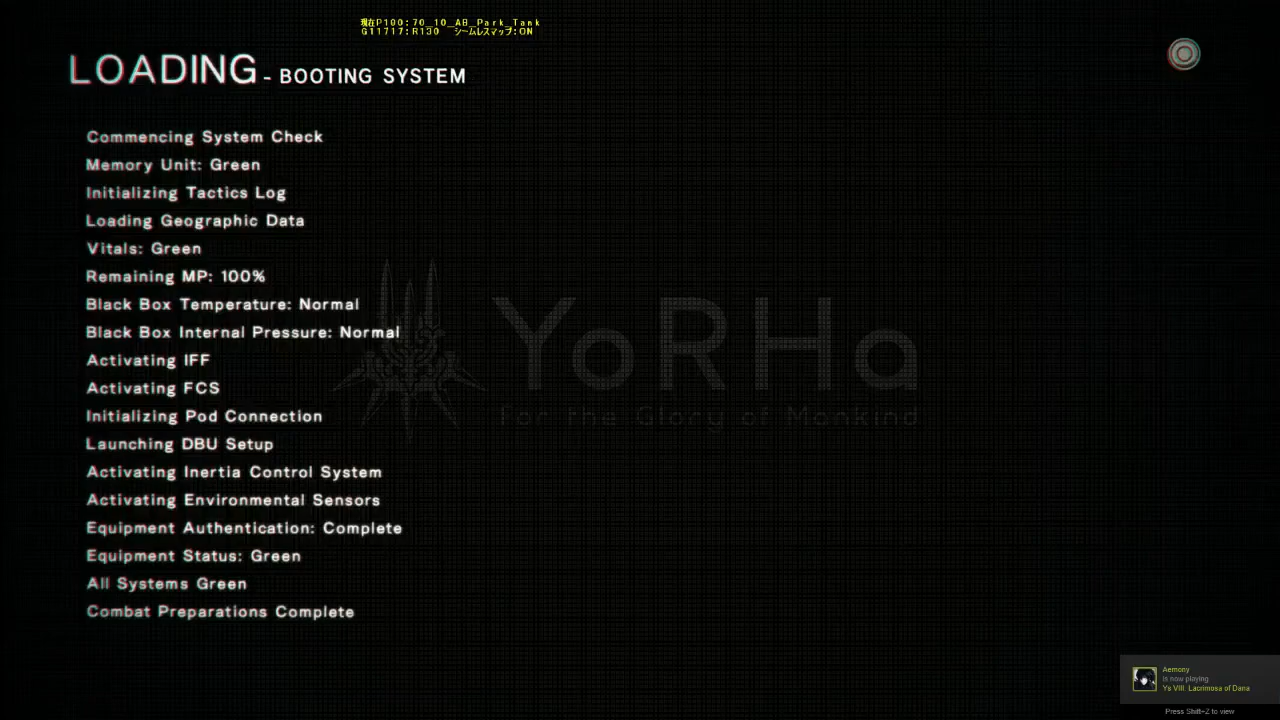 現在P100:70_10_AB_Park_Tank
G11717:R130 シームレスマップ:ON
LOADING - BOOTING SYSTEM
Commencing System Check
Memory Unit: Green
Initializing Tactics Log
Loading Geographic Data
Vitals: Green
Remaining MP: 100%
Black Box Temperature: Normal
Black Box Internal Pressure: Normal
Activating IFF
Activating FCS
Initializing Pod Connection
Launching DBU Setup
Activating Inertia Control System
Activating Environmental Sensors
Equipment Authentication: Complete
Equipment Status: Green
All Systems Green
Combat Preparations Complete
YoRHa
For the Glory of Mankind
Aemony
is now playing
Ys VIII: Lacrimosa of Dana
Press Shift+Z to view